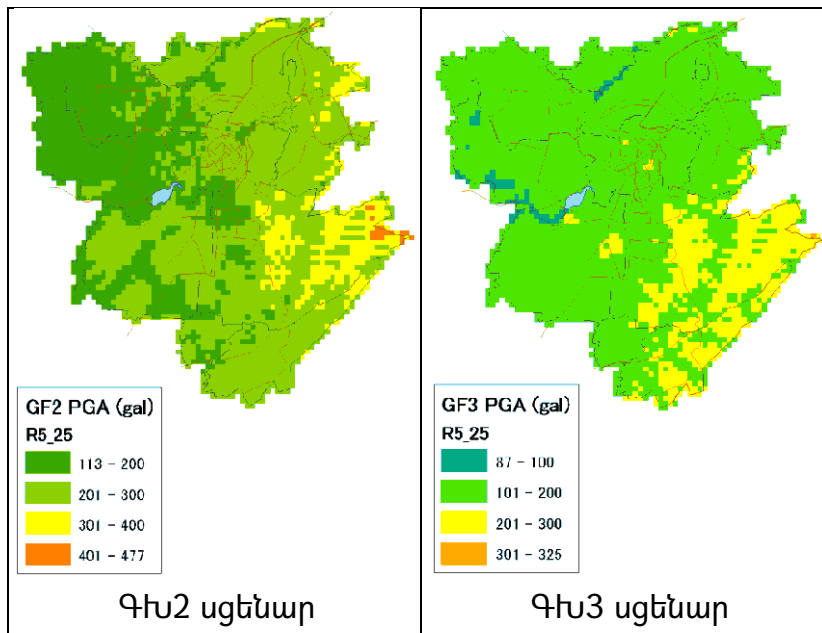 GF2 PGA (gal)
R5_25
113 - 200
201 - 300
301 - 400
401 - 477
ԳԽ2 սցենար
GF3 PGA (gal)
R5_25
87 - 100
101 - 200
201 - 300
301 - 325
ԳԽ3 սցենար